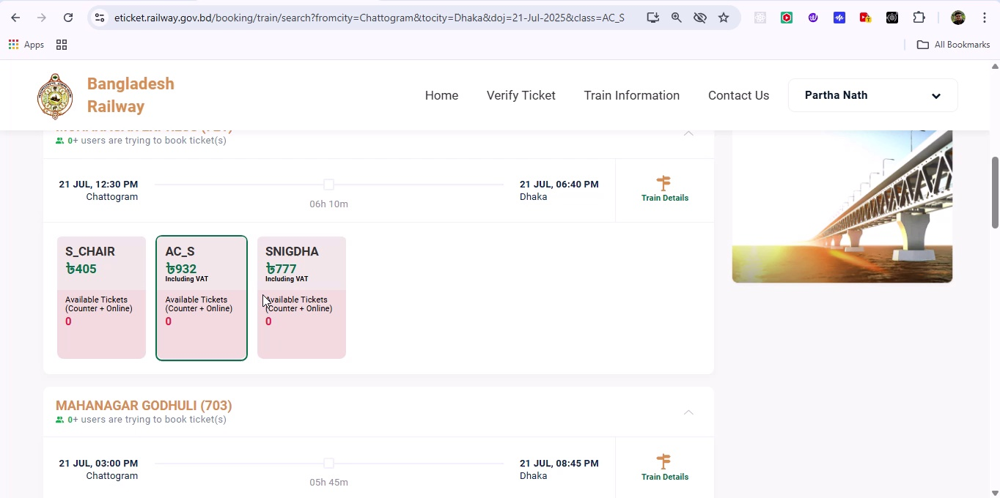 eticket.railway.gov.bd/booking/train/search?fromcity=Chattogram&tocity=Dhaka&doj=21-Jul-2025&class=AC_S
Apps
All Bookmarks
Bangladesh
Railway
Home
Verify Ticket
Train Information
Contact Us
Partha Nath
0+ users are trying to book ticket(s)
21 JUL, 12:30 PM
Chattogram
06h 10m
21 JUL, 06:40 PM
Dhaka
Train Details
S_CHAIR
৳405
Available Tickets
(Counter + Online)
0
AC_S
৳932
Including VAT
Available Tickets
(Counter + Online)
0
SNIGDHA
৳777
Including VAT
Available Tickets
(Counter + Online)
0
MAHANAGAR GODHULI (703)
0+ users are trying to book ticket(s)
21 JUL, 03:00 PM
Chattogram
05h 45m
21 JUL, 08:45 PM
Dhaka
Train Details